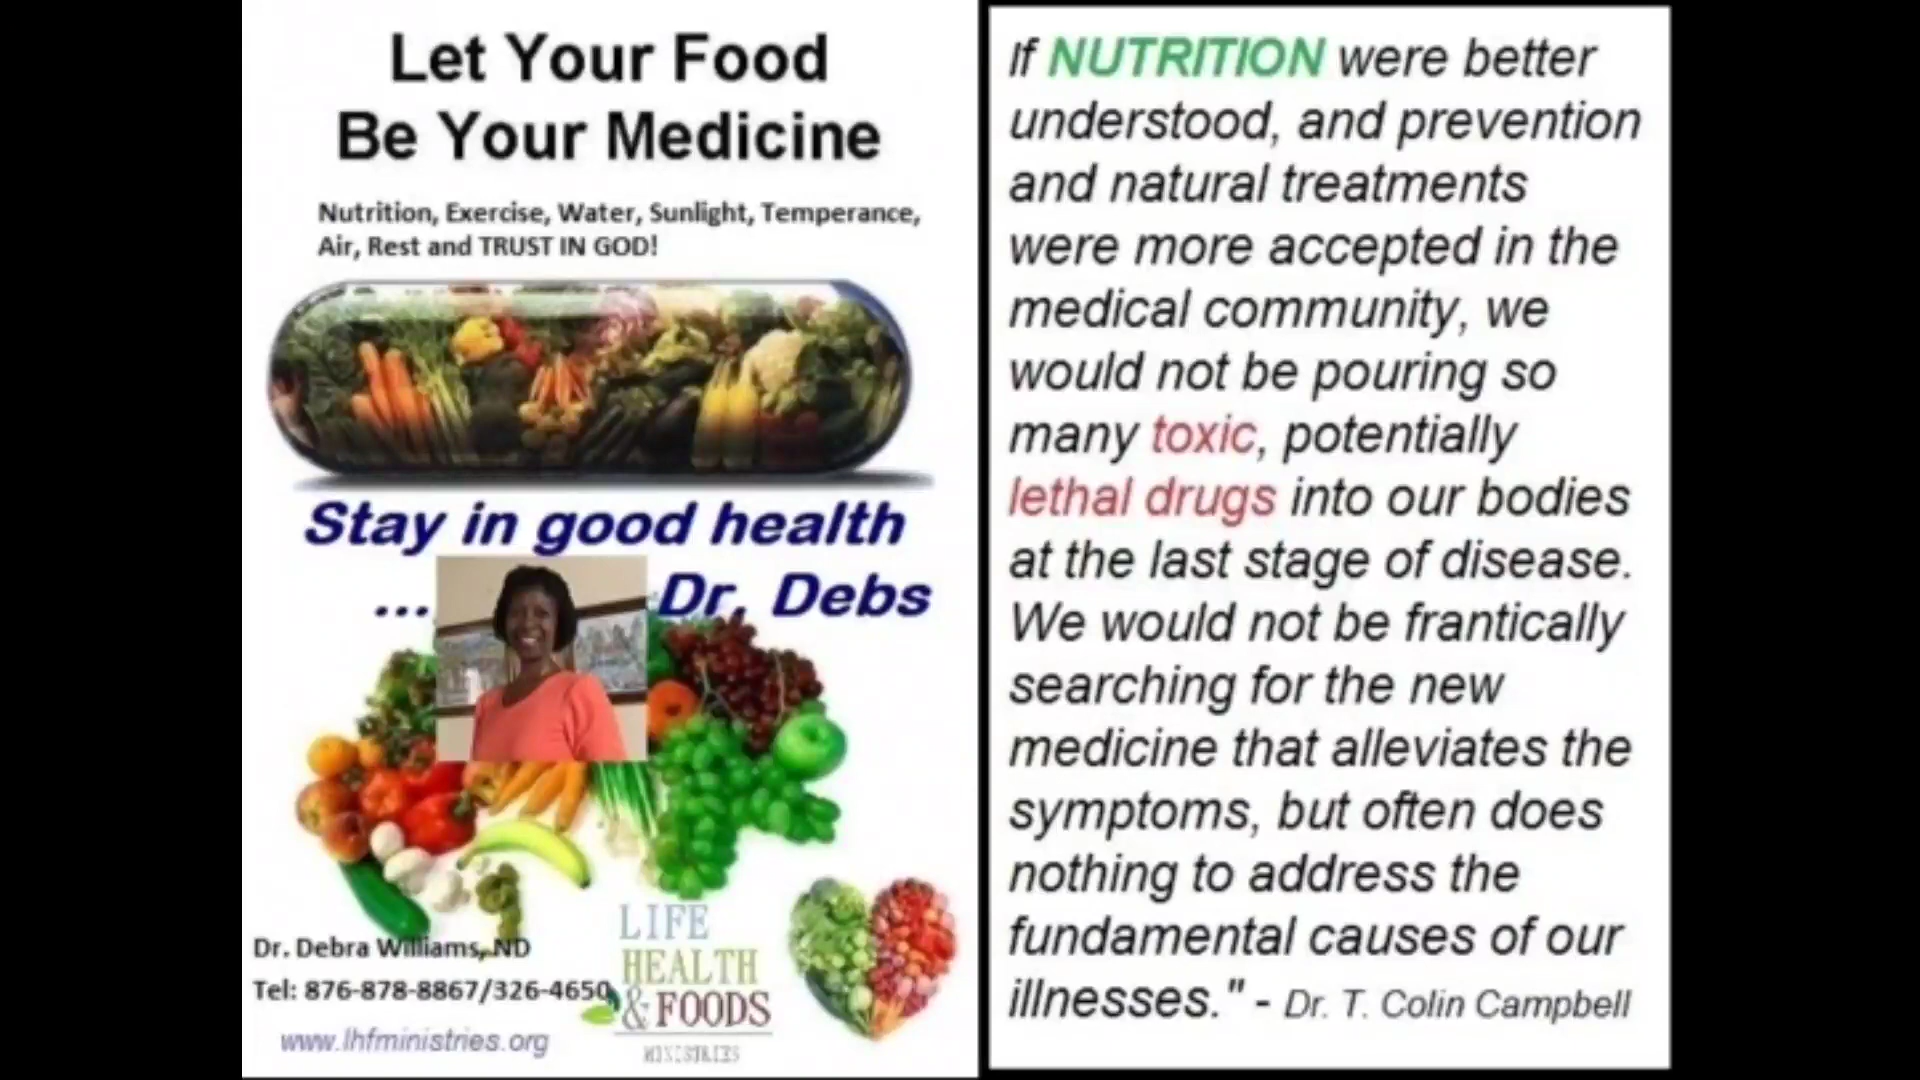 Let Your Food
Be Your Medicine
Nutrition, Exercise, Water, Sunlight, Temperance,
Air, Rest and TRUST IN GOD!
Stay in good health
... Dr. Debs
Dr. Debra Williams, ND
Tel: 876-878-8867/326-4650
www.lhfministries.org
LIFE
HEALTH
& FOODS
MINISTRIES
If NUTRITION were better
understood, and prevention
and natural treatments
were more accepted in the
medical community, we
would not be pouring so
many toxic, potentially
lethal drugs into our bodies
at the last stage of disease.
We would not be frantically
searching for the new
medicine that alleviates the
symptoms, but often does
nothing to address the
fundamental causes of our
illnesses." - Dr. T. Colin Campbell